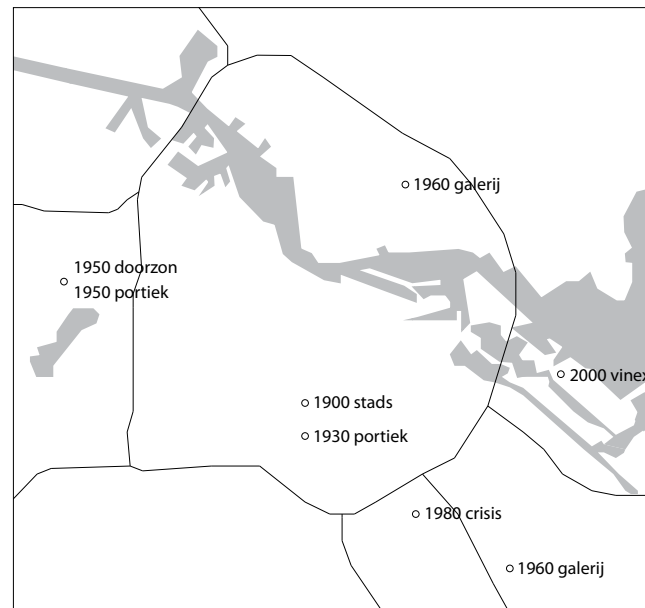 1960 galerij
1950 doorzon
1950 portiek
2000 vinex
1900 stads
1930 portiek
1980 crisis
1960 galerij